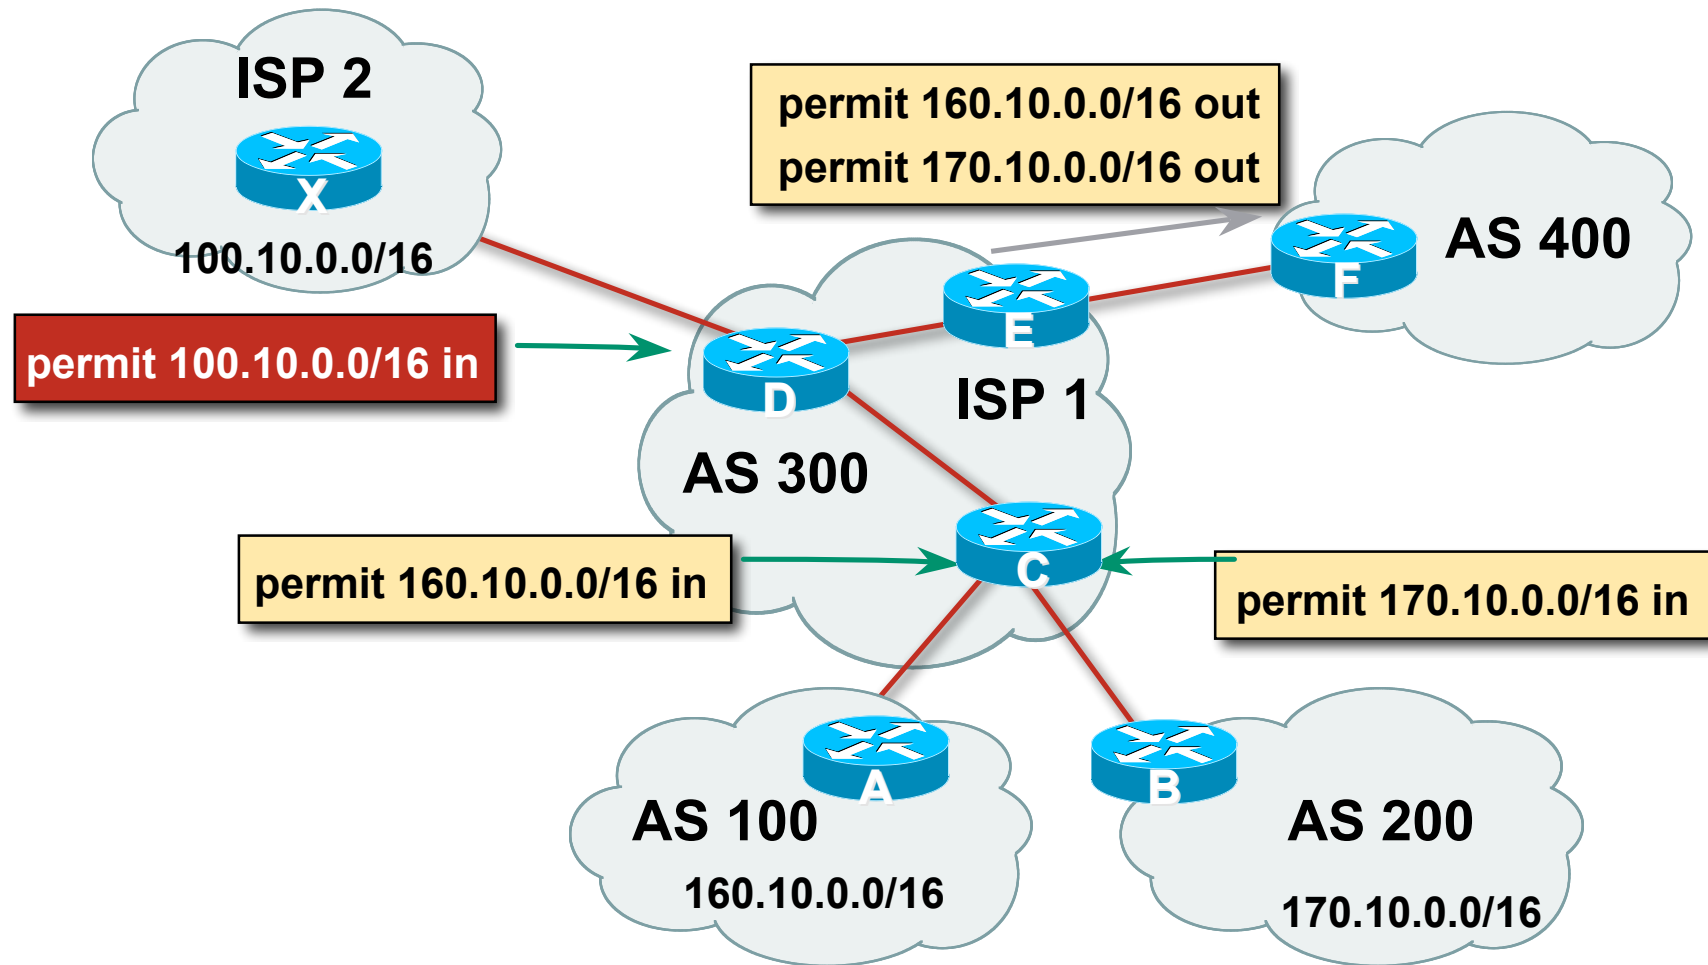 ISP 2
X
100.10.0.0/16
permit 160.10.0.0/16 out
permit 170.10.0.0/16 out
AS 400
F
E
permit 100.10.0.0/16 in
D
ISP 1
AS 300
permit 160.10.0.0/16 in
C
permit 170.10.0.0/16 in
A
AS 100
160.10.0.0/16
B
AS 200
170.10.0.0/16